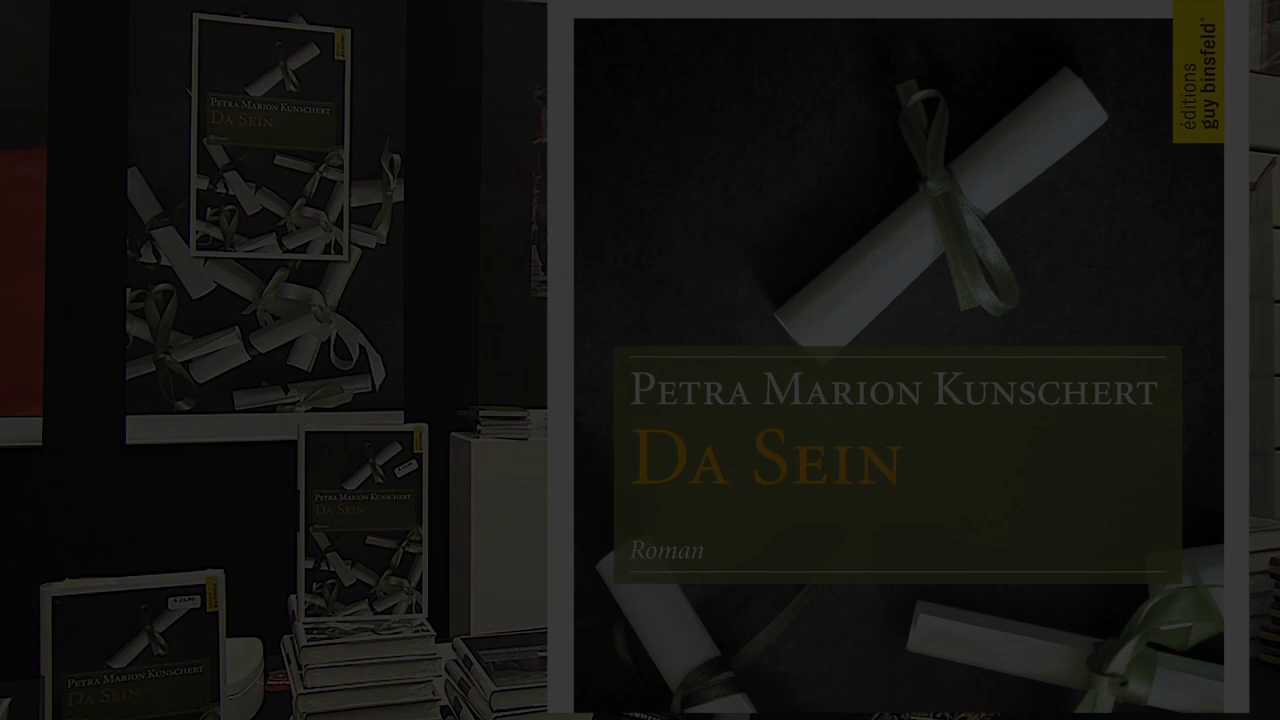 PETRA MARION KUNSCHERT
DA SEIN
éditions
guy binsfeld®
PETRA MARION KUNSCHERT
DA SEIN
Roman
PETRA MARION KUNSCHERT
DA SEIN
PETRA MARION KUNSCHERT
DA SEIN